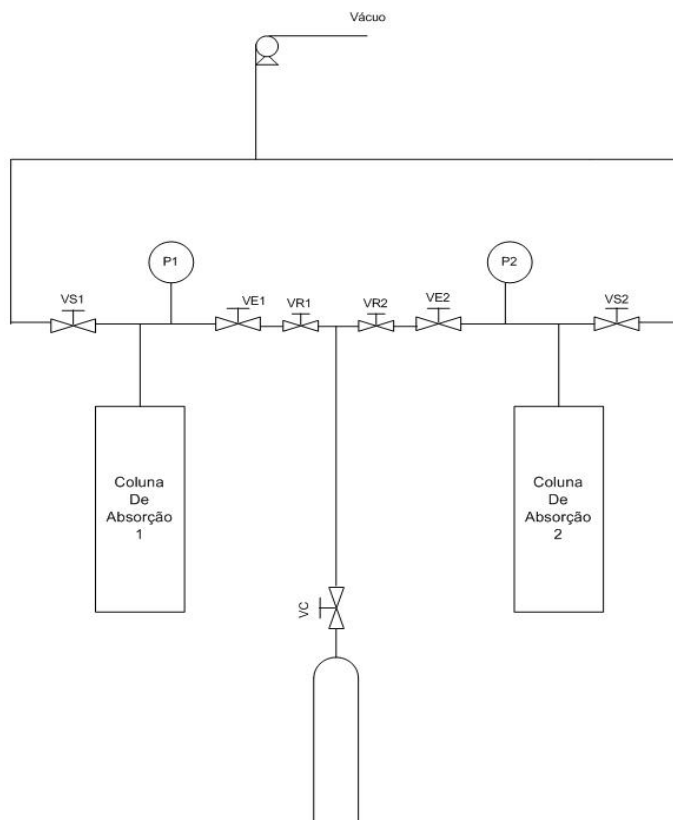 Vácuo
P1
P2
VS1
VE1
VR1
VR2
VE2
VS2
Coluna
De
Absorção
1
Coluna
De
Absorção
2
VC